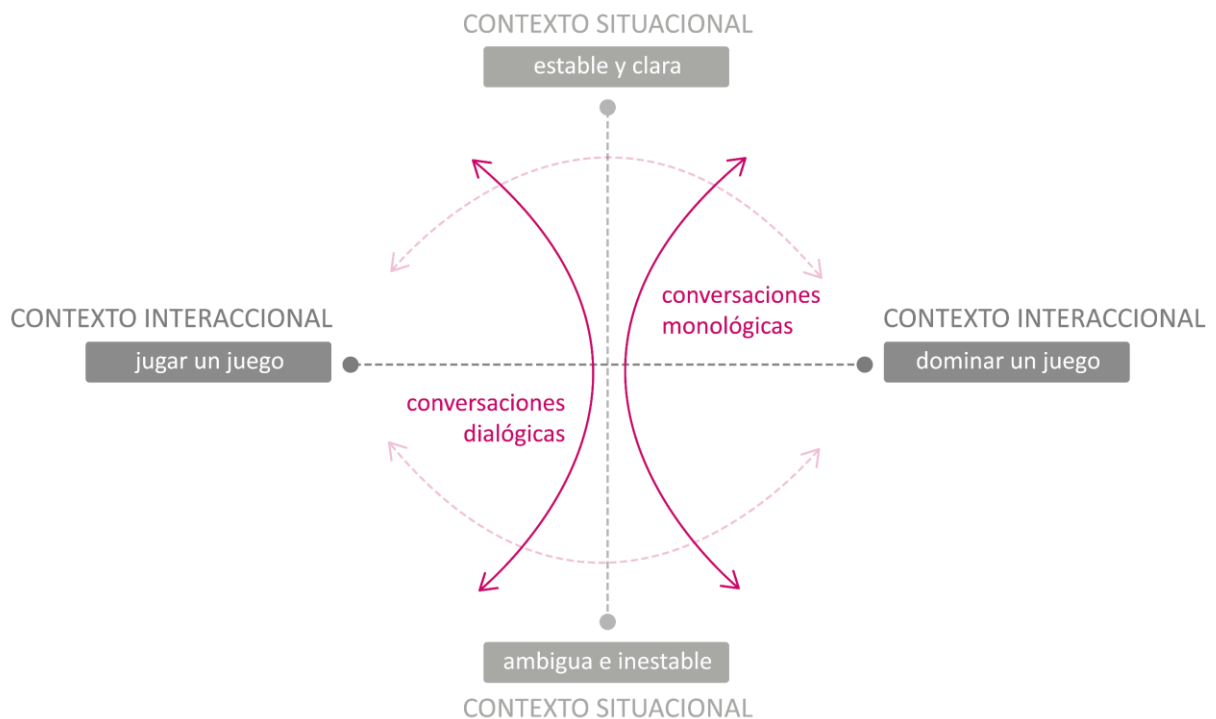 CONTEXTO SITUACIONAL
estable y clara
conversaciones
monológicas
CONTEXTO INTERACCIONAL
jugar un juego
CONTEXTO INTERACCIONAL
dominar un juego
conversaciones
dialógicas
ambigua e inestable
CONTEXTO SITUACIONAL